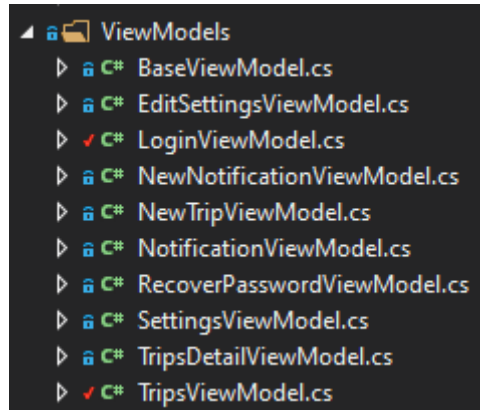 ViewModels
C# BaseViewModel.cs
C# EditSettingsViewModel.cs
C# LoginViewModel.cs
C# NewNotificationViewModel.cs
C# NewTripViewModel.cs
C# NotificationViewModel.cs
C# RecoverPasswordViewModel.cs
C# SettingsViewModel.cs
C# TripsDetailViewModel.cs
C# TripsViewModel.cs